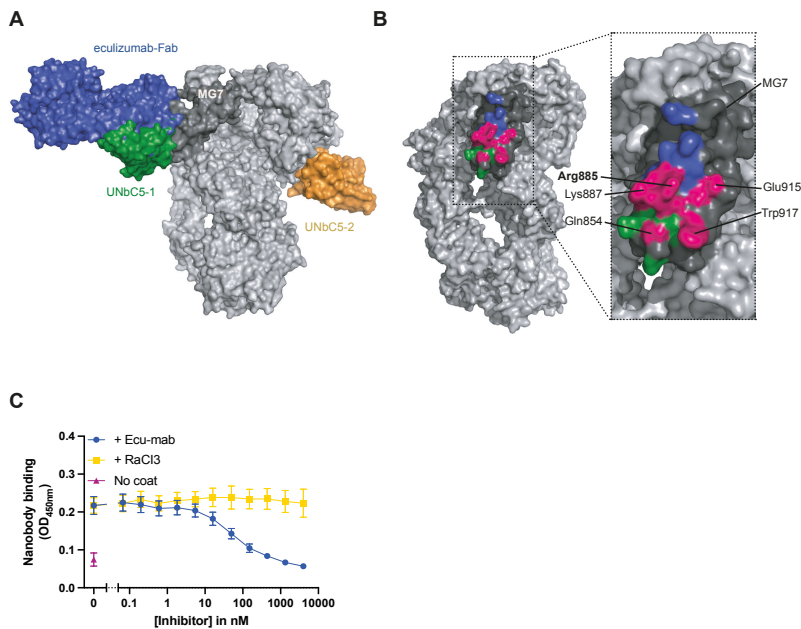 A
eculizumab-Fab
MG7
UNbC5-1
UNbC5-2
B
MG7
Arg885
Lys887
Gln854
Glu915
Trp917
C
+ Ecu-mab
+ RaCI3
No coat
Nanobody binding
(OD450nm)
0.4
0.3
0.2
0.1
0.0
0 0.1 1 10 100 1000 10000
[Inhibitor] in nM